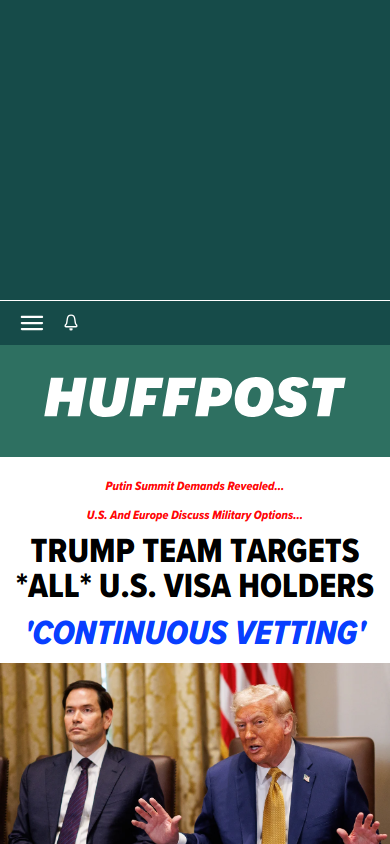 HUFFPOST
Putin Summit Demands Revealed...
U.S. And Europe Discuss Military Options...
TRUMP TEAM TARGETS
*ALL* U.S. VISA HOLDERS
'CONTINUOUS VETTING'